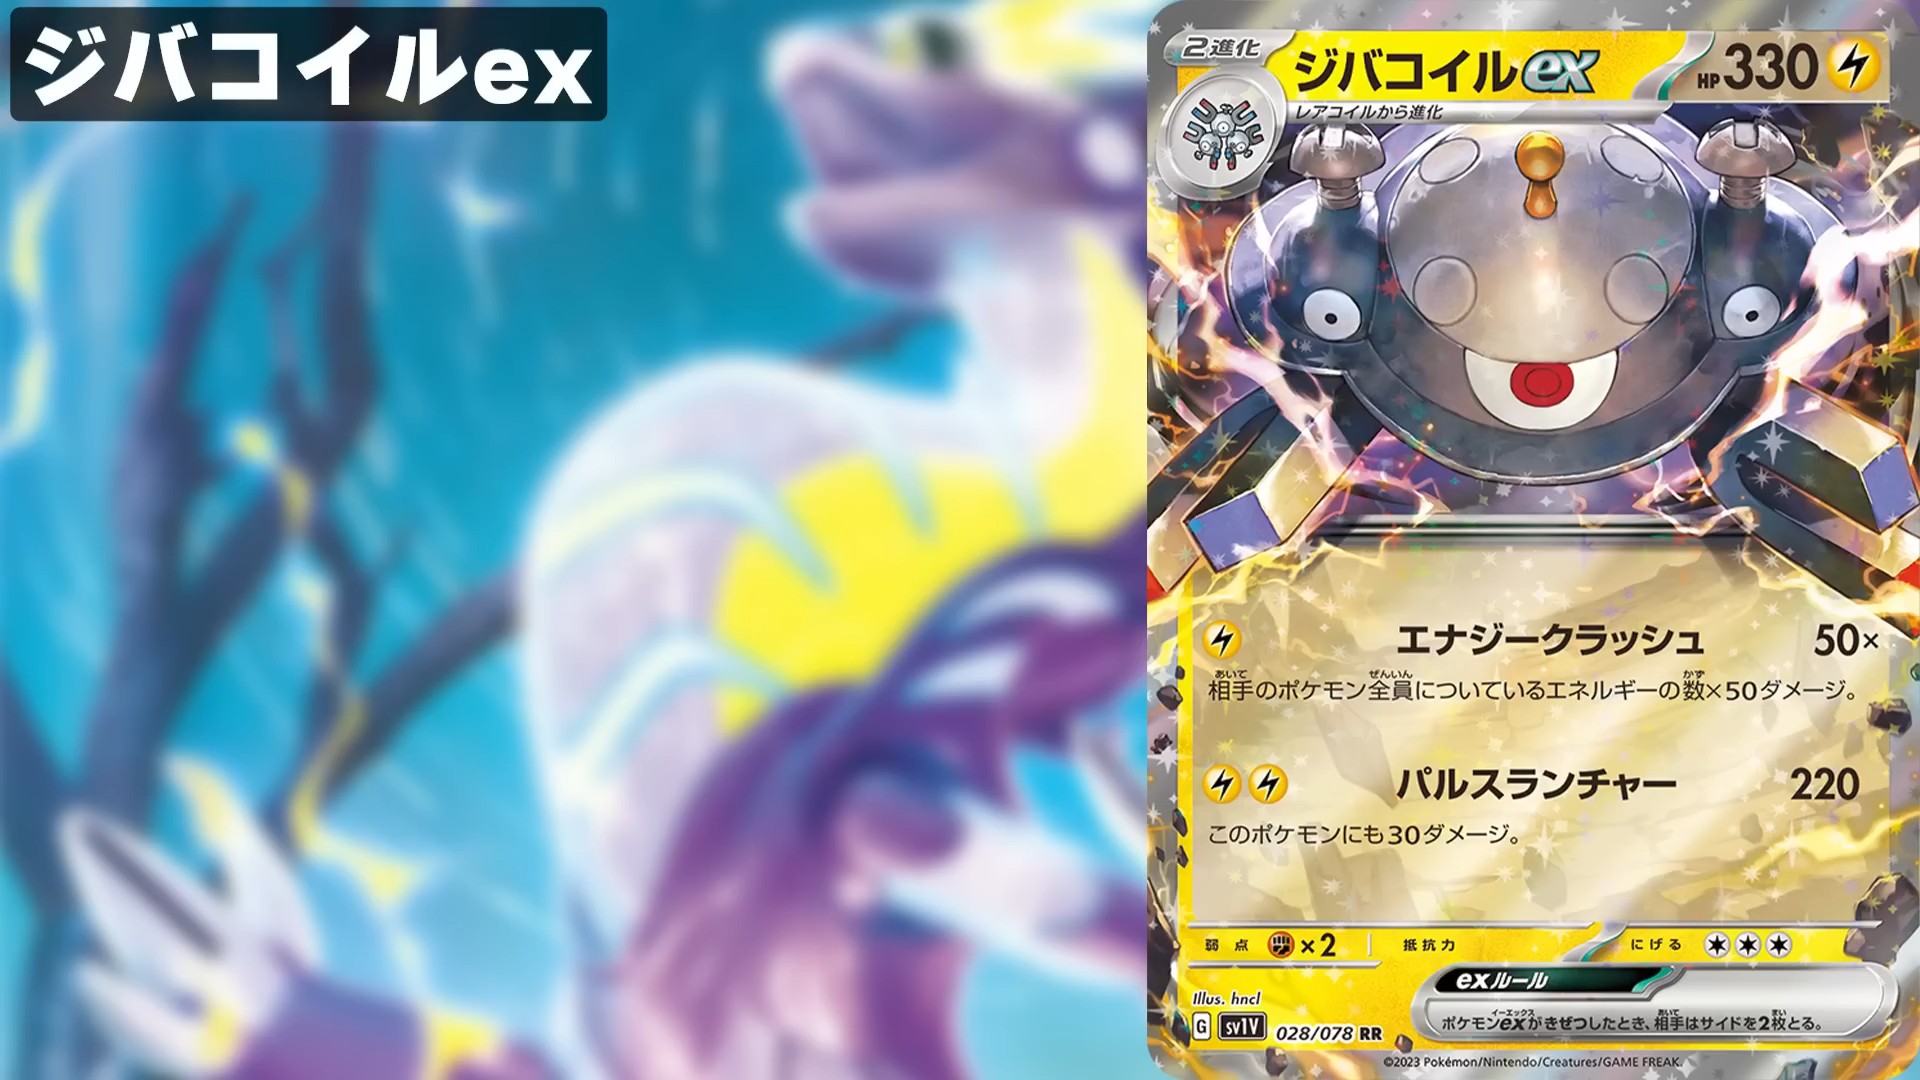 ジバコイルex
2進化
ジバコイルex
HP330
レアコイルから進化
エナジークラッシュ 50×
相手のポケモン全員についているエネルギーの数×50ダメージ。
パルスランチャー 220
このポケモンにも30ダメージ。
弱点 ×2 抵抗力 にげる
exルール
ポケモンexがきぜつしたとき、相手はサイドを2枚とる。
Illus. hncl
G sv1V 028/078 RR
©2023 Pokémon/Nintendo/Creatures/GAME FREAK.